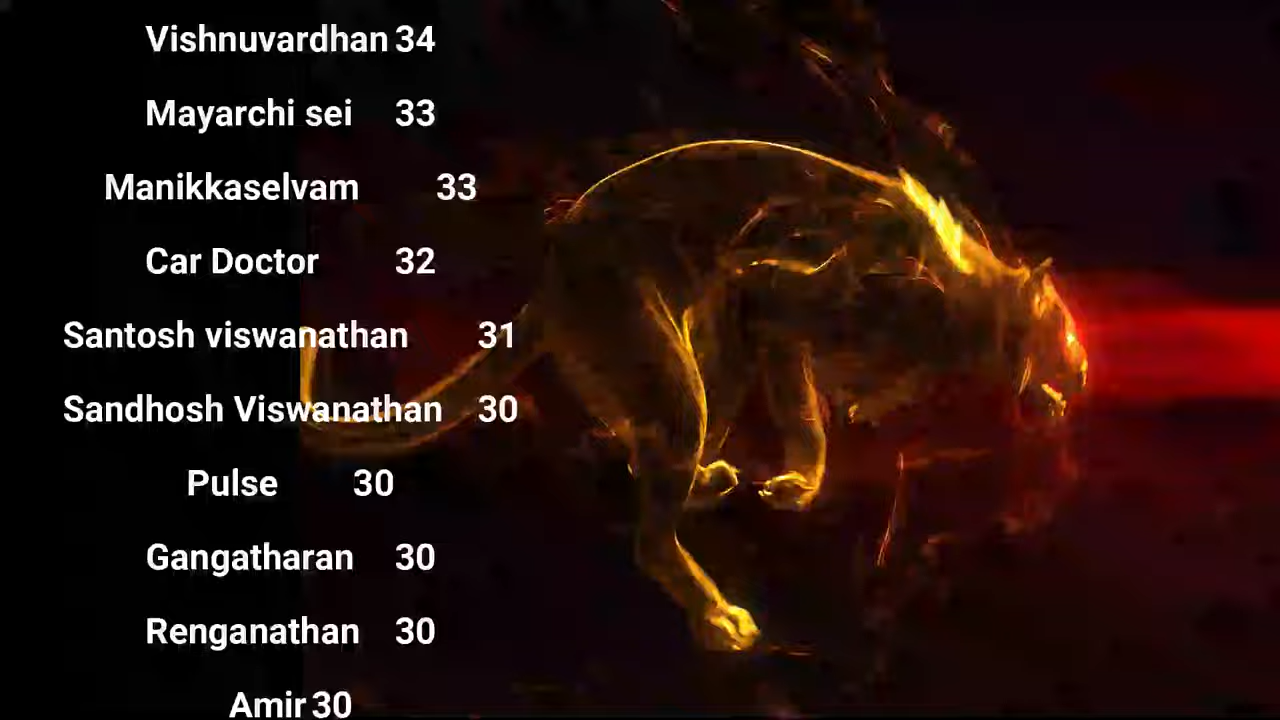 Vishnuvardhan 34
Mayarchi sei 33
Manikkaselvam 33
Car Doctor 32
Santosh viswanathan 31
Sandhosh Viswanathan 30
Pulse 30
Gangatharan 30
Renganathan 30
Amir 30